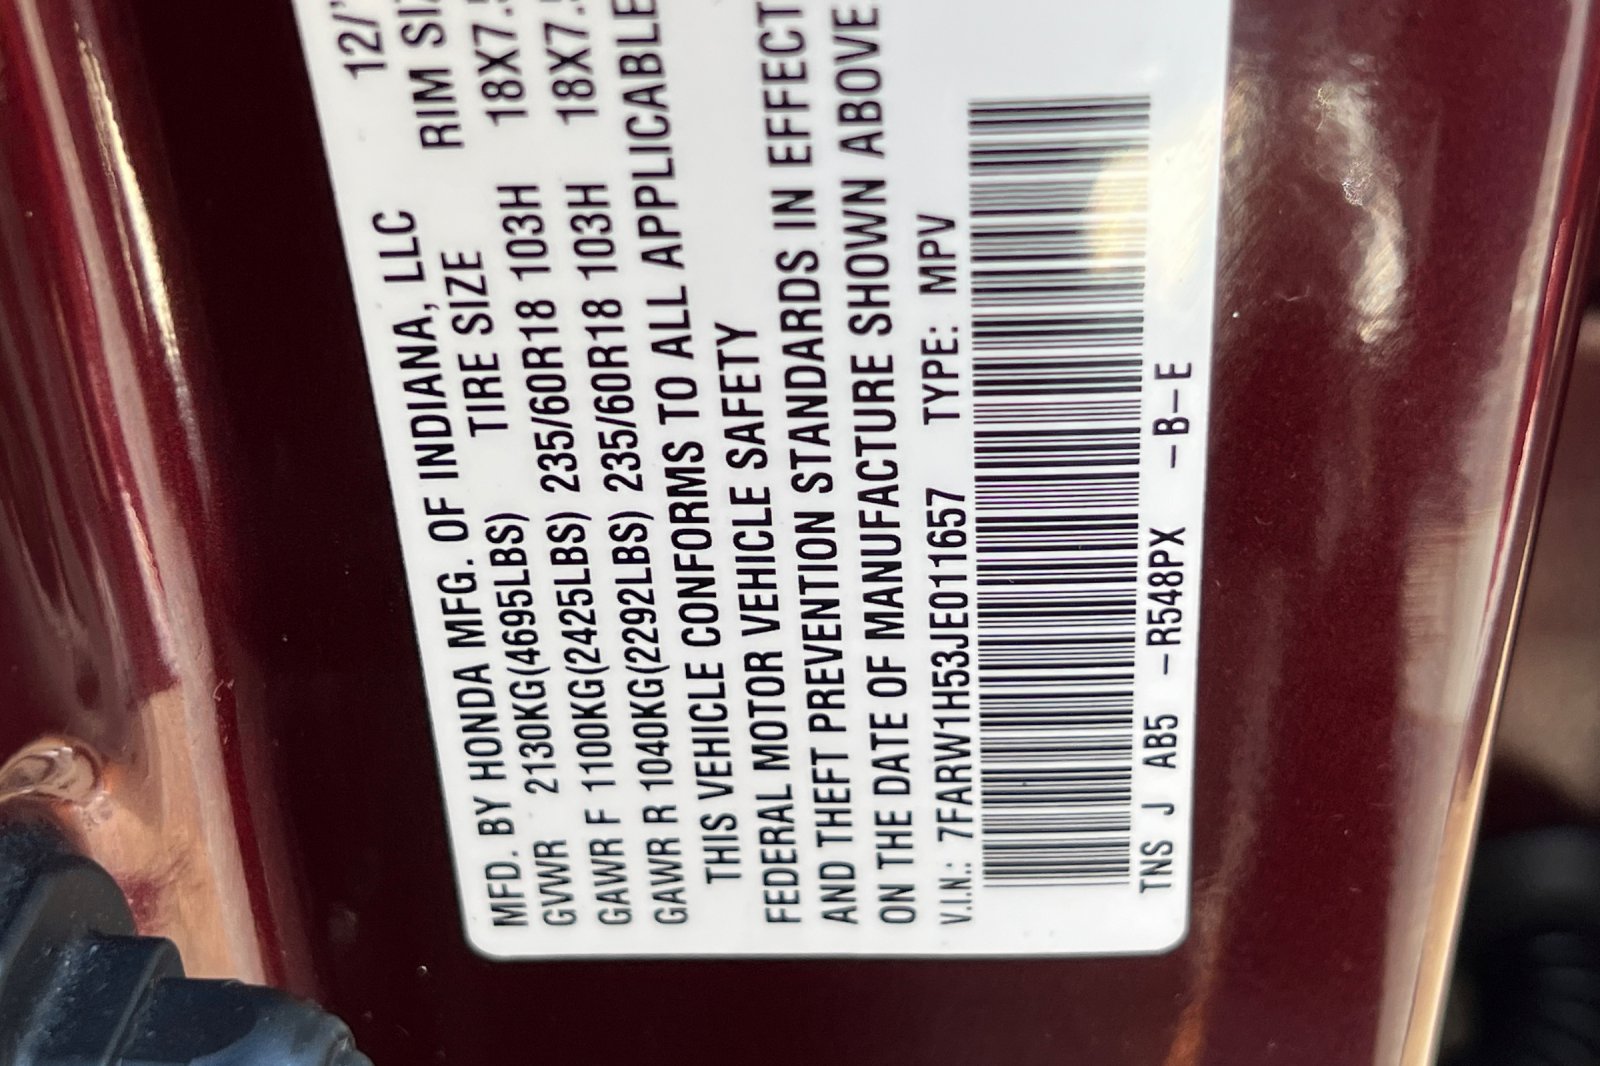 MFD. BY HONDA MFG. OF INDIANA, LLC 12/
TIRE SIZE RIM
GVWR 2130KG(4695LBS)
GAWR F 1100KG(2425LBS) 235/60R18 103H 18X7.
GAWR R 1040KG(2292LBS) 235/60R18 103H 18X7.
THIS VEHICLE CONFORMS TO ALL APPLICABLE
FEDERAL MOTOR VEHICLE SAFETY
AND THEFT PREVENTION STANDARDS IN EFFECT
ON THE DATE OF MANUFACTURE SHOWN ABOVE
V.I.N.: 7FARW1H53JE011657 TYPE: MPV
TNS J AB5 -R548PX -B-E